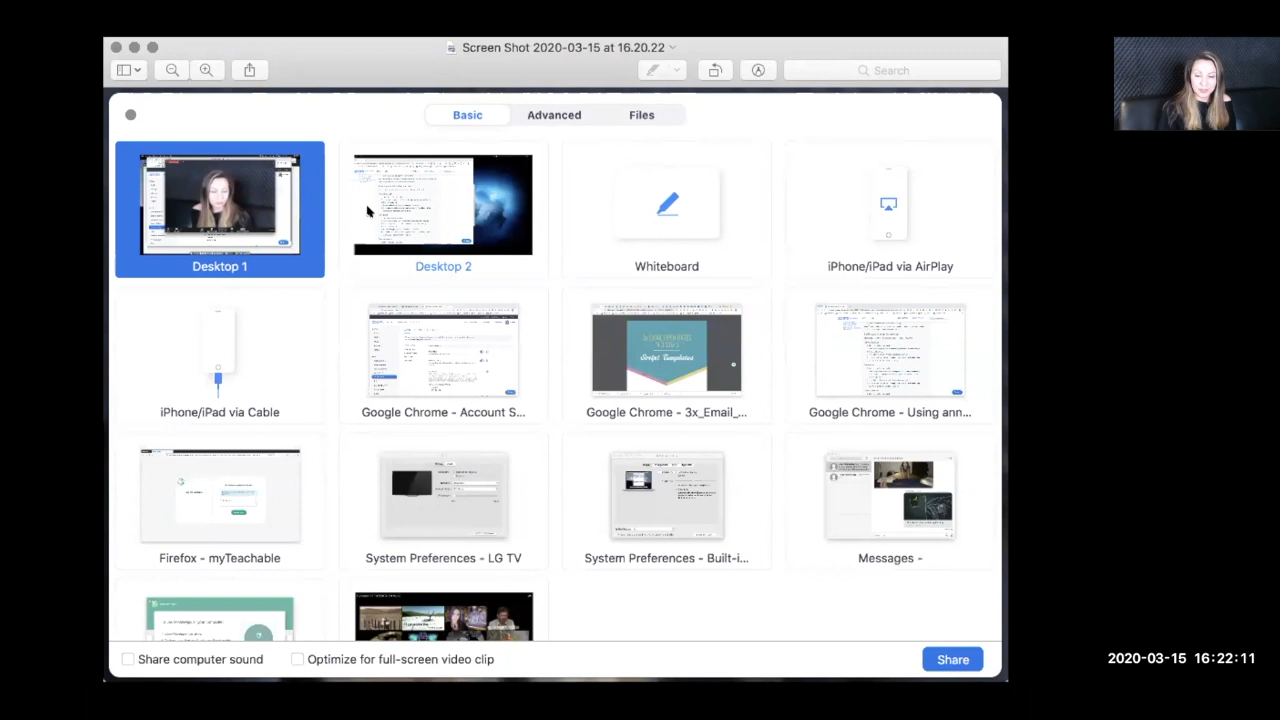 Screen Shot 2020-03-15 at 16.20.22
Search
Basic
Advanced
Files
Desktop 1
Desktop 2
Whiteboard
iPhone/iPad via AirPlay
iPhone/iPad via Cable
Google Chrome - Account S...
Google Chrome - 3x_Email_...
Google Chrome - Using ann...
Script Templates
Firefox - myTeachable
System Preferences - LG TV
System Preferences - Built-i...
Messages -
Share computer sound
Optimize for full-screen video clip
Share
2020-03-15 16:22:11